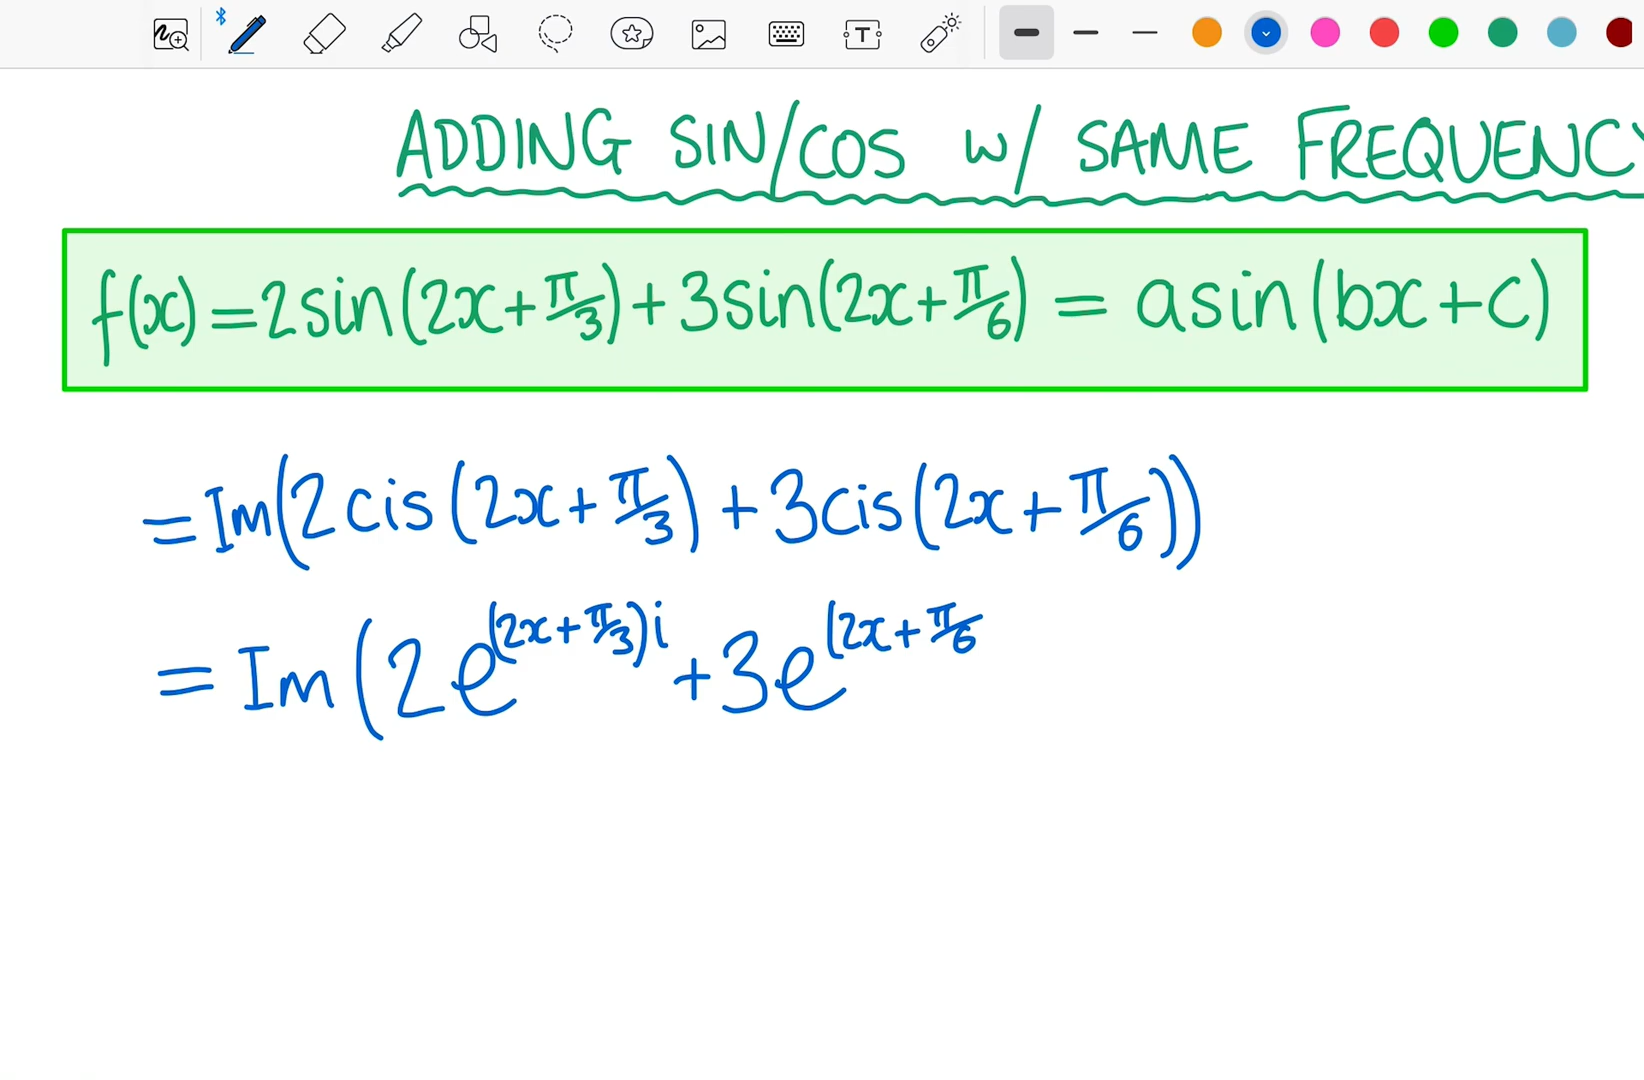 ADDING SIN/COS w/ SAME FREQUENCY
f(x)=2sin(2x+π/3)+3sin(2x+π/6) = asin(bx+c)
=Im(2cis(2x+π/3)+3cis(2x+π/6))
=Im(2e^(2x+π/3)i+3e^(2x+π/6